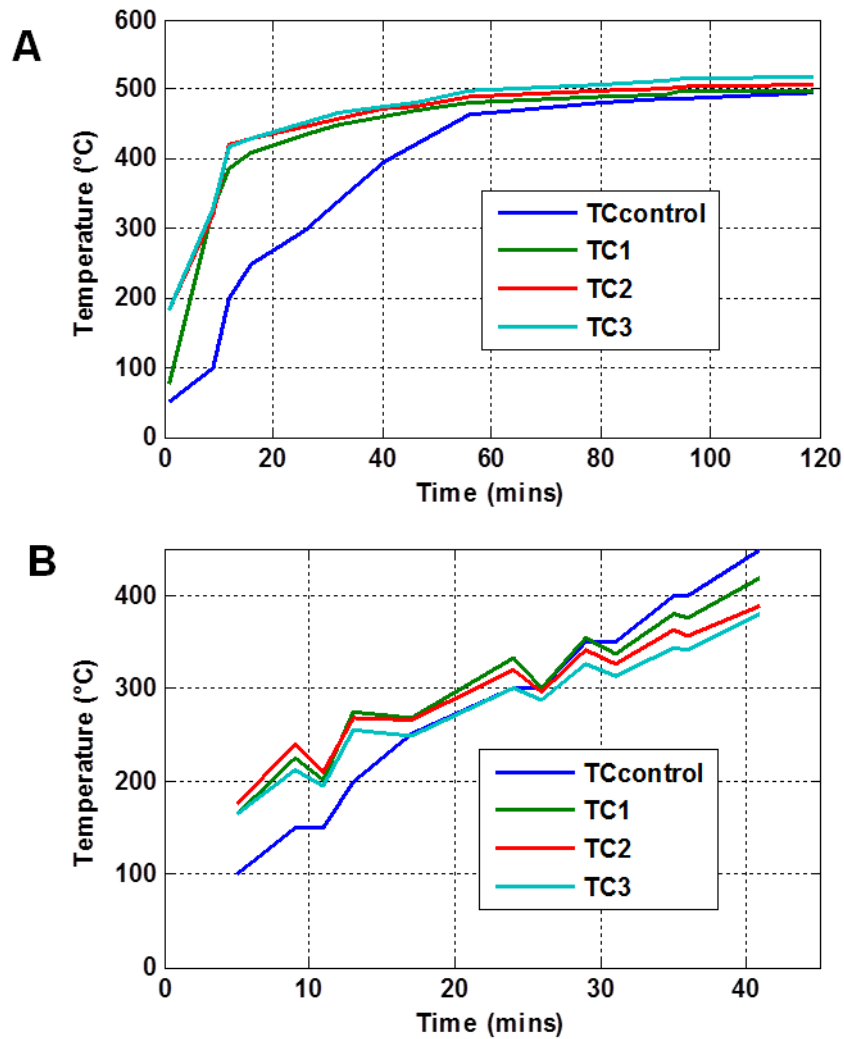 A
600
500
400
300
200
100
0
Temperature (°C)
TCcontrol
TC1
TC2
TC3
0 20 40 60 80 100 120
Time (mins)
B
400
300
200
100
0
Temperature (°C)
TCcontrol
TC1
TC2
TC3
0 10 20 30 40
Time (mins)